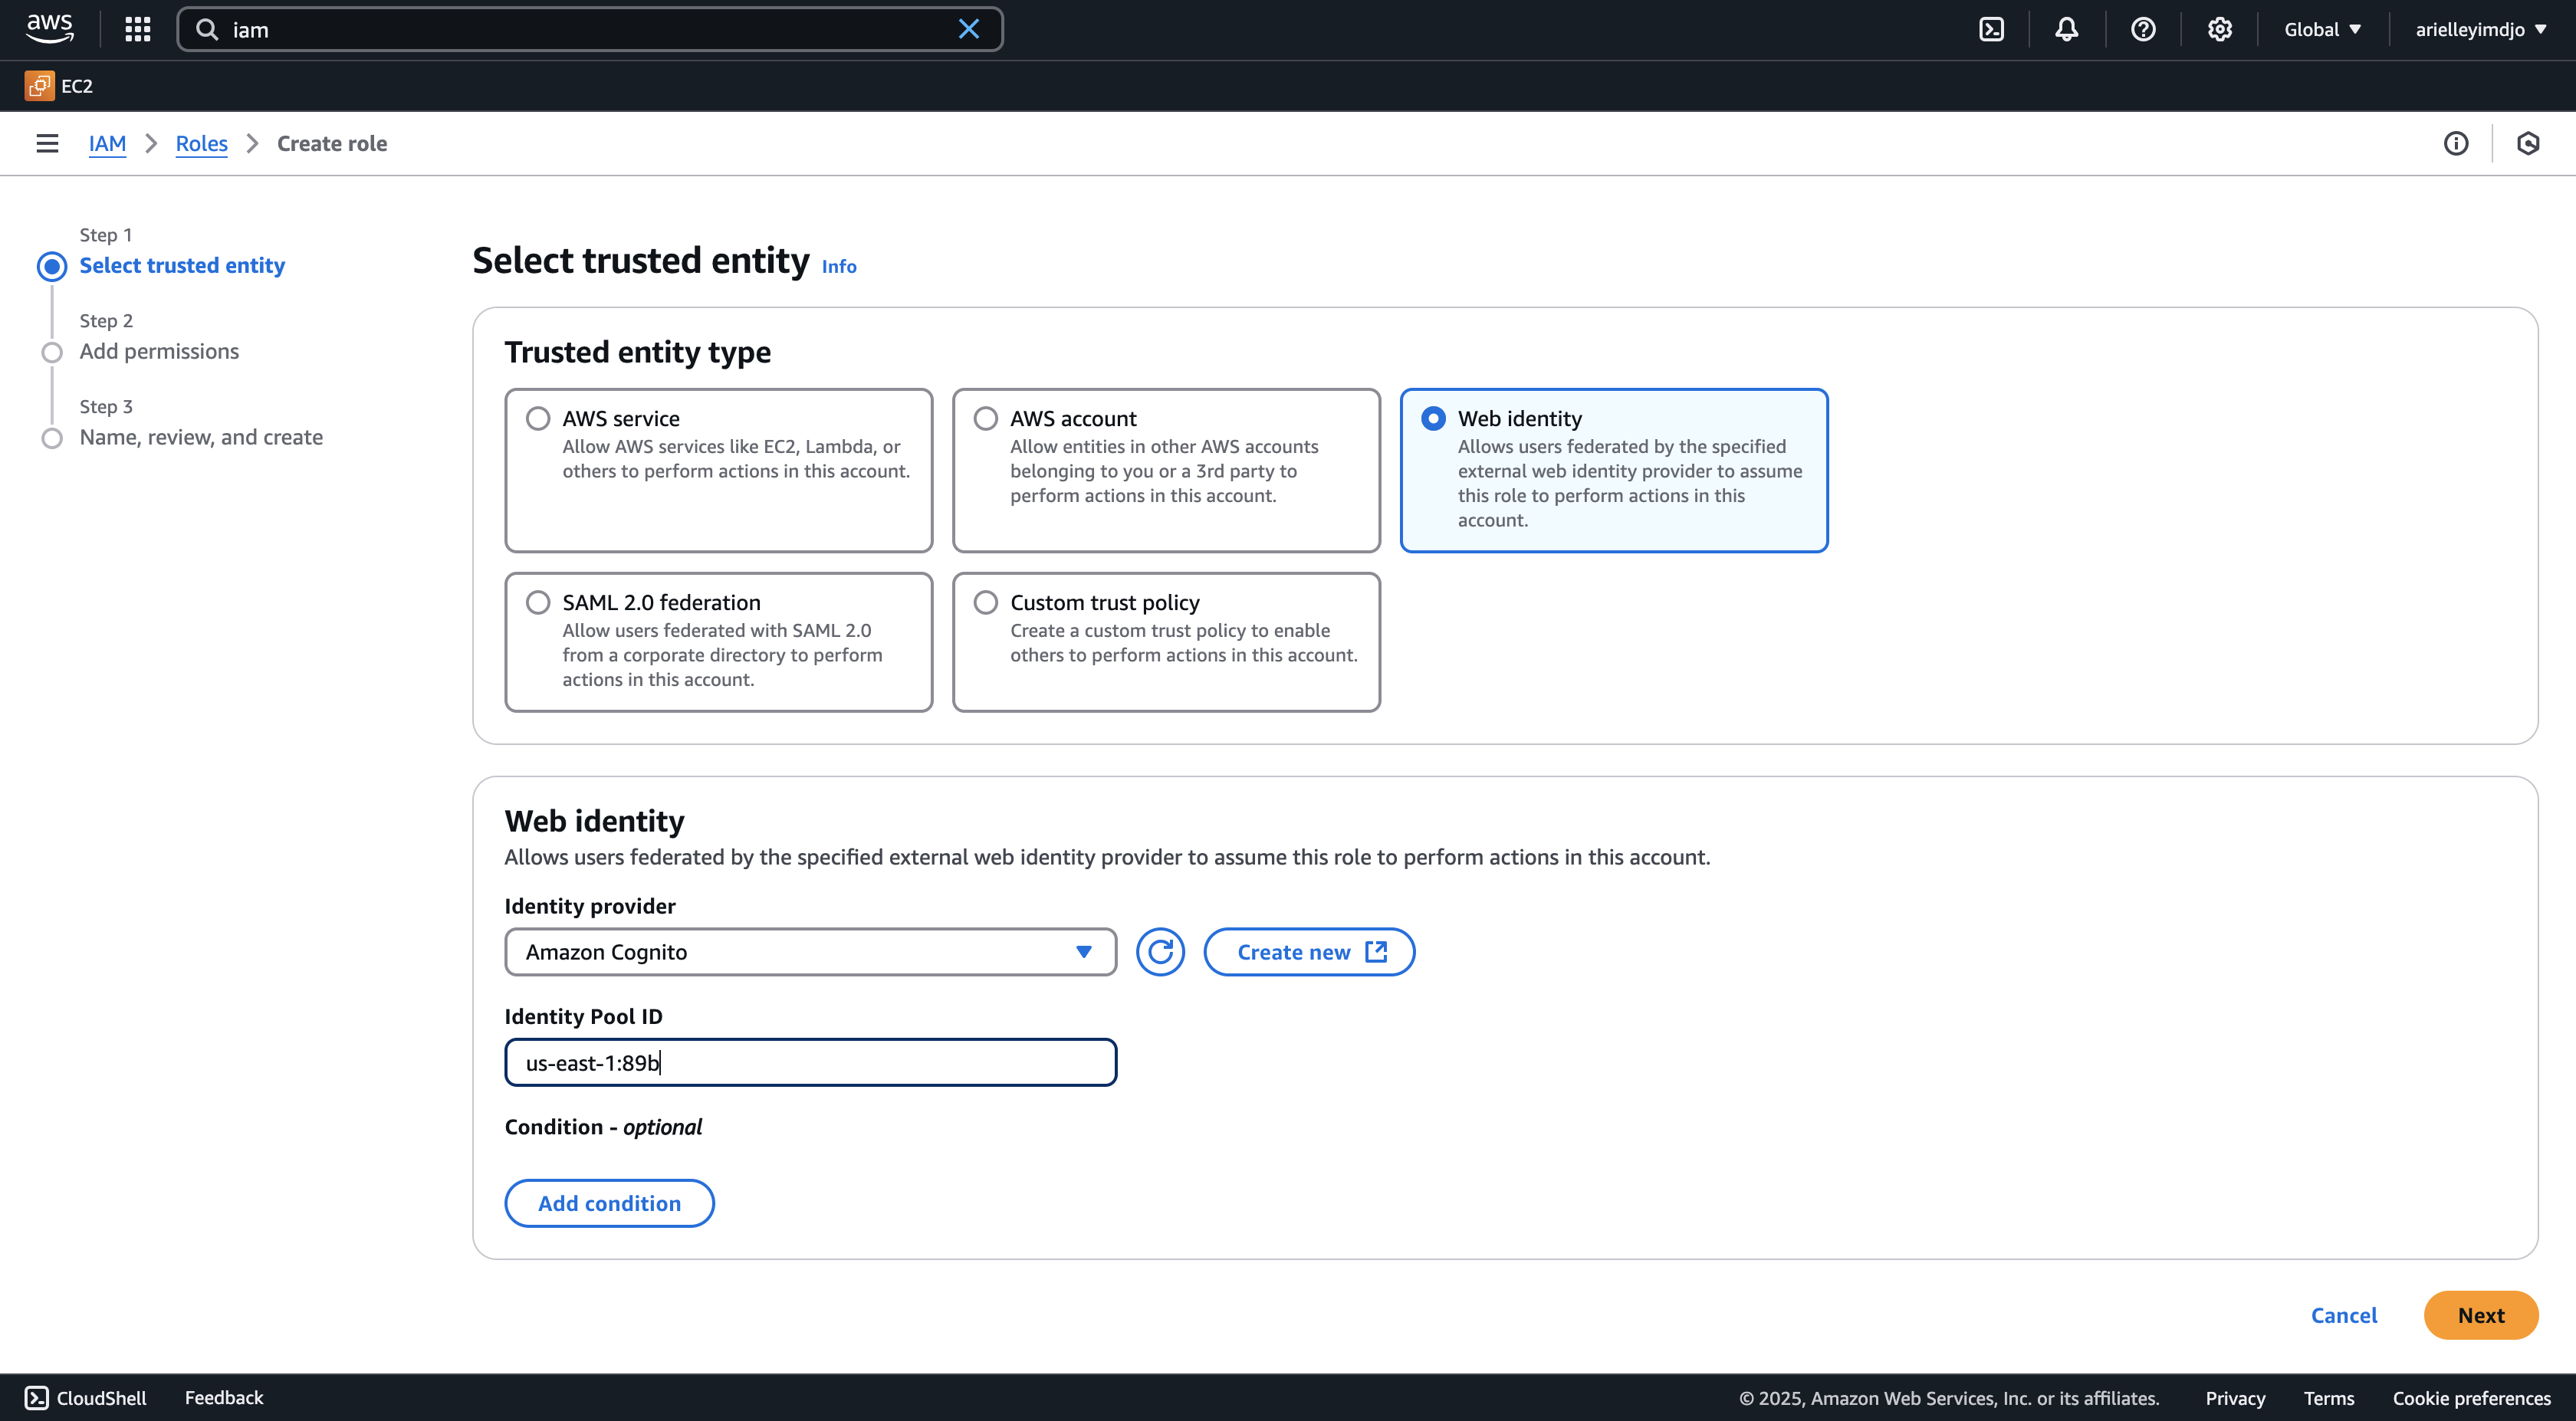 aws
iam
Global
arielleyimdjo
EC2
IAM
Roles
Create role
Step 1
Select trusted entity
Step 2
Add permissions
Step 3
Name, review, and create
Select trusted entity Info
Trusted entity type
AWS service
Allow AWS services like EC2, Lambda, or
others to perform actions in this account.
AWS account
Allow entities in other AWS accounts
belonging to you or a 3rd party to
perform actions in this account.
Web identity
Allows users federated by the specified
external web identity provider to assume
this role to perform actions in this
account.
SAML 2.0 federation
Allow users federated with SAML 2.0
from a corporate directory to perform
actions in this account.
Custom trust policy
Create a custom trust policy to enable
others to perform actions in this account.
Web identity
Allows users federated by the specified external web identity provider to assume this role to perform actions in this account.
Identity provider
Amazon Cognito
Create new
Identity Pool ID
us-east-1:89b
Condition - optional
Add condition
Cancel
Next
CloudShell
Feedback
© 2025, Amazon Web Services, Inc. or its affiliates.
Privacy
Terms
Cookie preferences